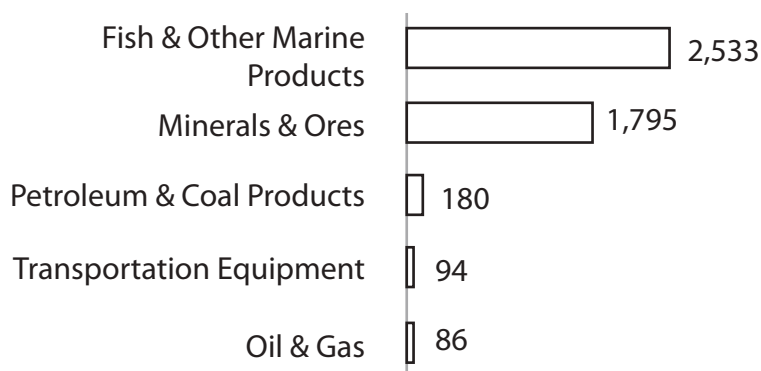 Fish & Other Marine
Products
2,533
Minerals & Ores
1,795
Petroleum & Coal Products
180
Transportation Equipment
94
Oil & Gas
86